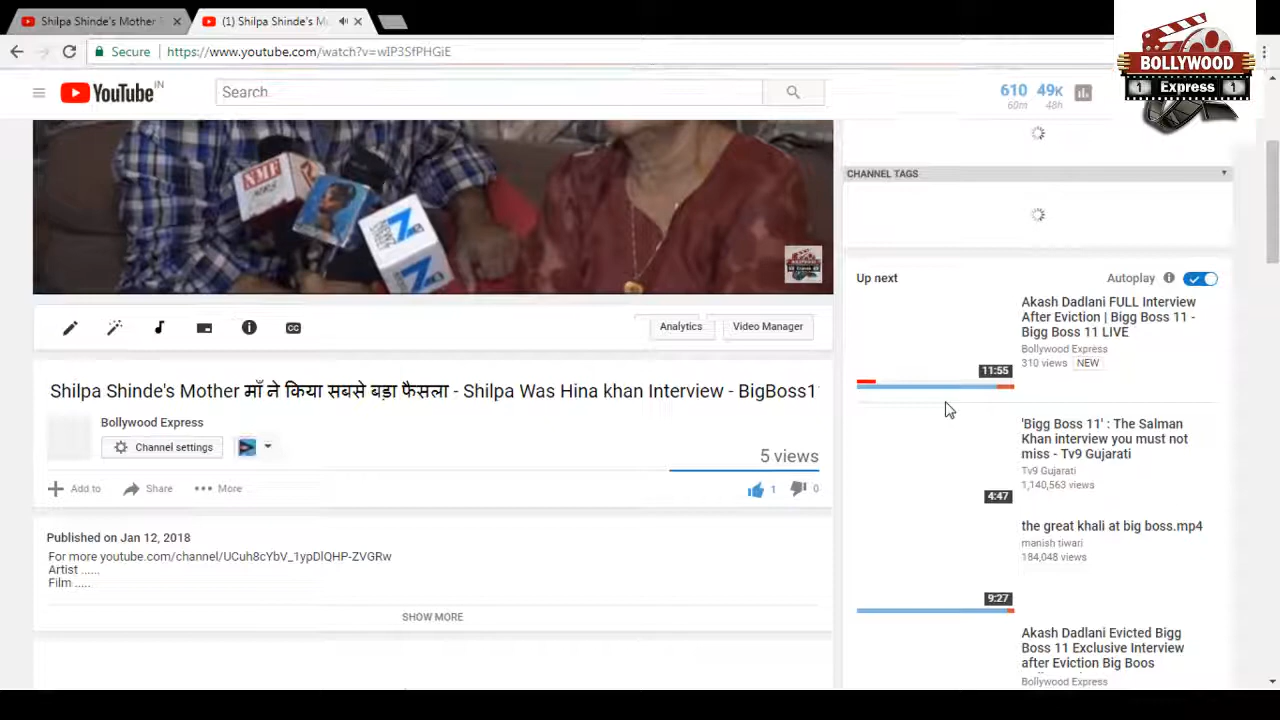 Shilpa Shinde's Mother
(1) Shilpa Shinde's M
Secure
https://www.youtube.com/watch?v=wIP3SfPHGiE
BOLLYWOOD
1 Express 1
YouTube IN
Search
610 60m
49K 48h
NMF
NEWS
CHANNEL TAGS
Up next
Autoplay
Akash Dadlani FULL Interview
After Eviction | Bigg Boss 11 -
Bigg Boss 11 LIVE
Bollywood Express
310 views NEW
11:55
Analytics
Video Manager
CC
Shilpa Shinde's Mother माँ ने किया सबसे बड़ा फैसला - Shilpa Was Hina khan Interview - BigBoss1
Bollywood Express
Channel settings
5 views
Add to
Share
More
1
0
'Bigg Boss 11' : The Salman
Khan interview you must not
miss - Tv9 Gujarati
Tv9 Gujarati
1,140,563 views
4:47
Published on Jan 12, 2018
For more youtube.com/channel/UCuh8cYbV_1ypDlQHP-ZVGRw
Artist ......
Film .....
SHOW MORE
the great khali at big boss.mp4
manish tiwari
184,048 views
9:27
Akash Dadlani Evicted Bigg
Boss 11 Exclusive Interview
after Eviction Big Boos
Bollywood Express